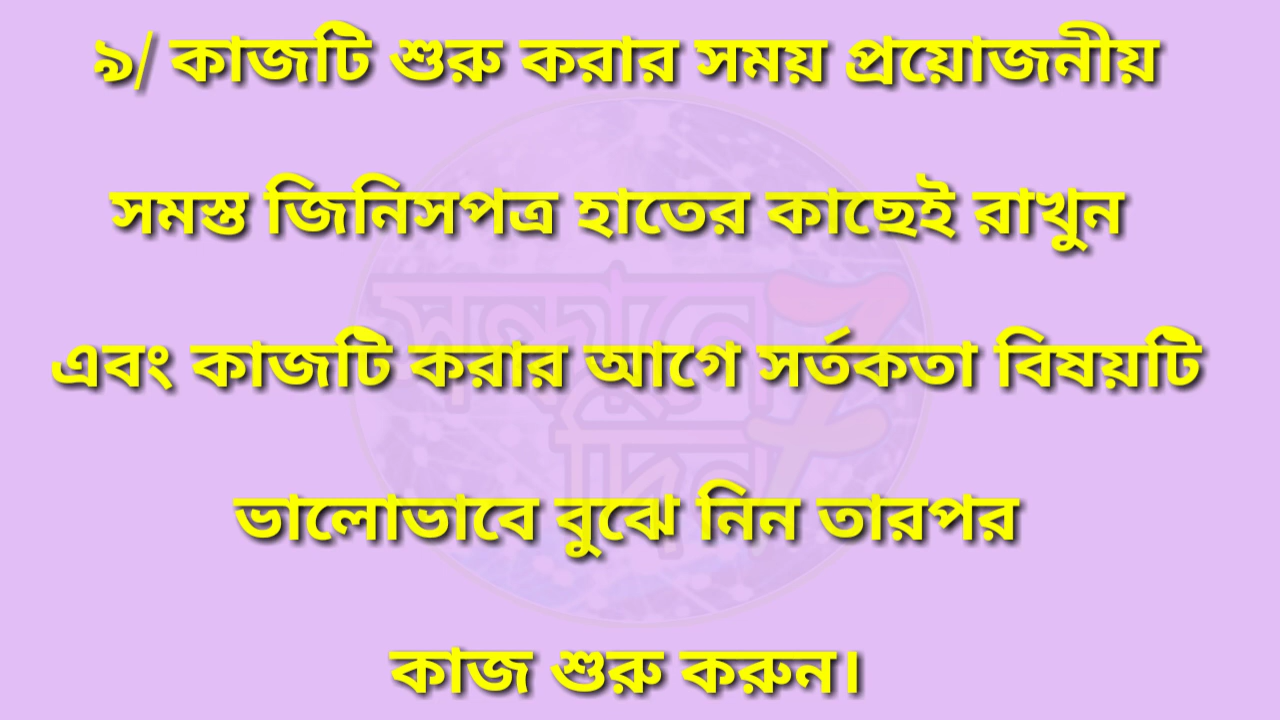 ৯/ কাজটি শুরু করার সময় প্রয়োজনীয়
সমস্ত জিনিসপত্র হাতের কাছেই রাখুন
এবং কাজটি করার আগে সর্তকতা বিষয়টি
ভালোভাবে বুঝে নিন তারপর
কাজ শুরু করুন।